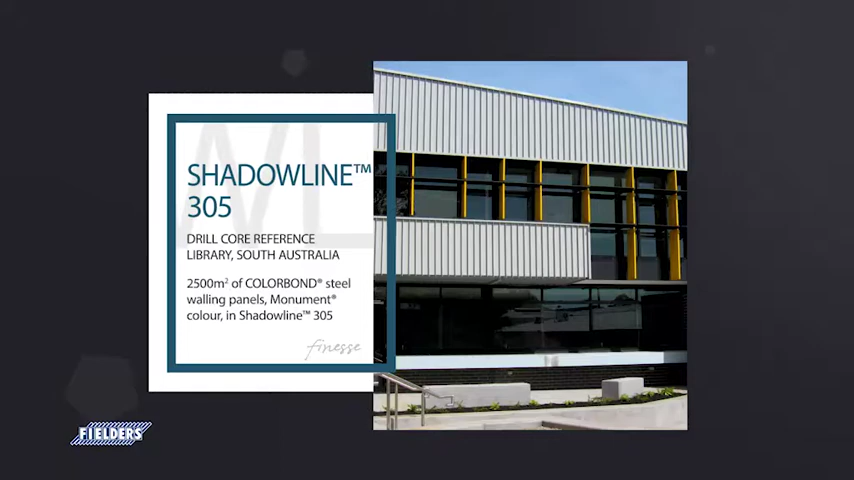 SHADOWLINE™
305
DRILL CORE REFERENCE
LIBRARY, SOUTH AUSTRALIA
2500m² of COLORBOND® steel
walling panels, Monument®
colour, in Shadowline™ 305
finesse
FIELDERS